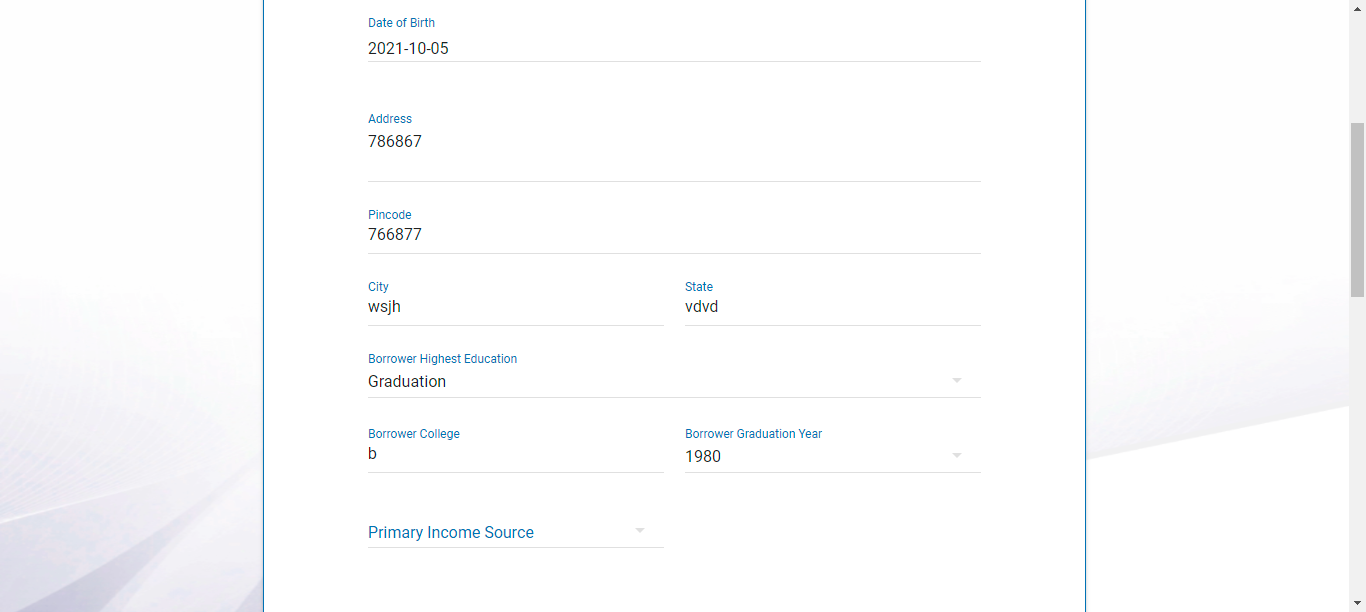 Date of Birth
2021-10-05
Address
786867
Pincode
766877
City
wsjh
State
vdvd
Borrower Highest Education
Graduation
Borrower College
b
Borrower Graduation Year
1980
Primary Income Source